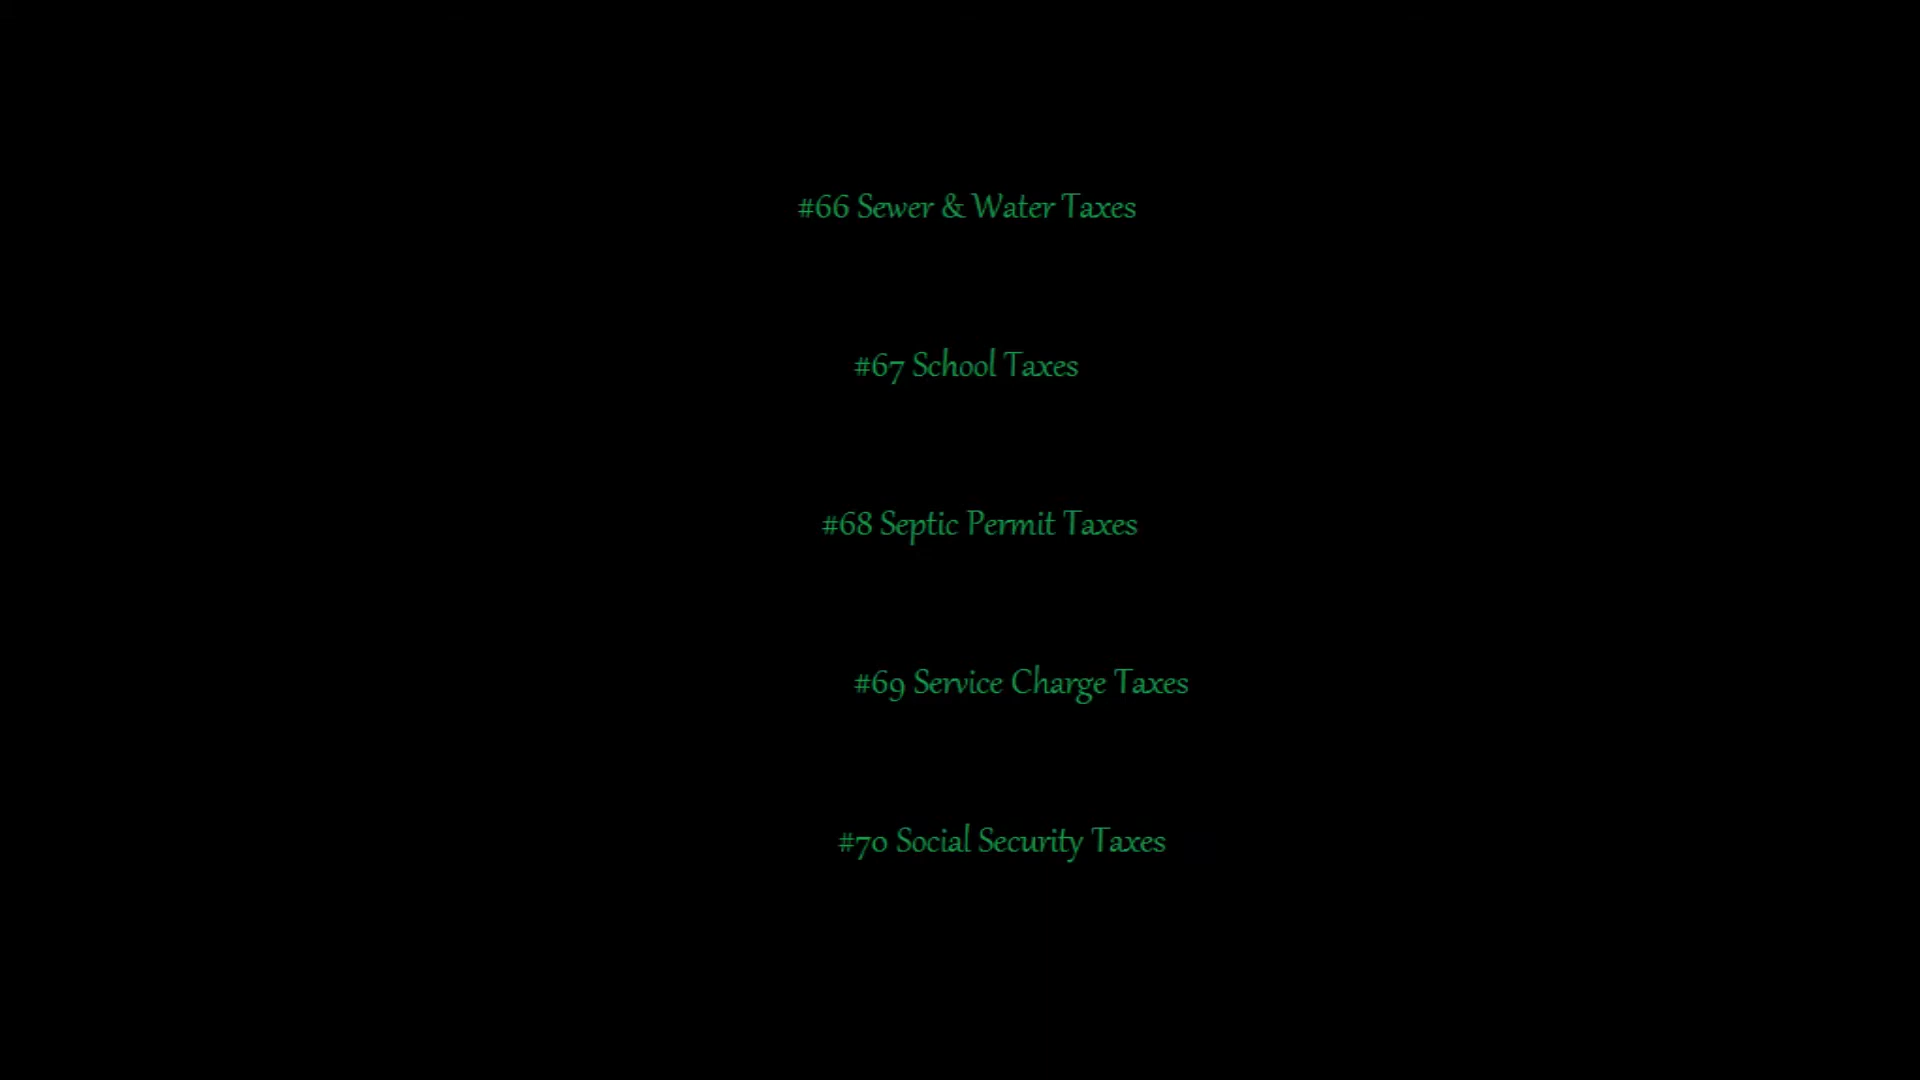 #66 Sewer & Water Taxes
#67 School Taxes
#68 Septic Permit Taxes
#69 Service Charge Taxes
#70 Social Security Taxes